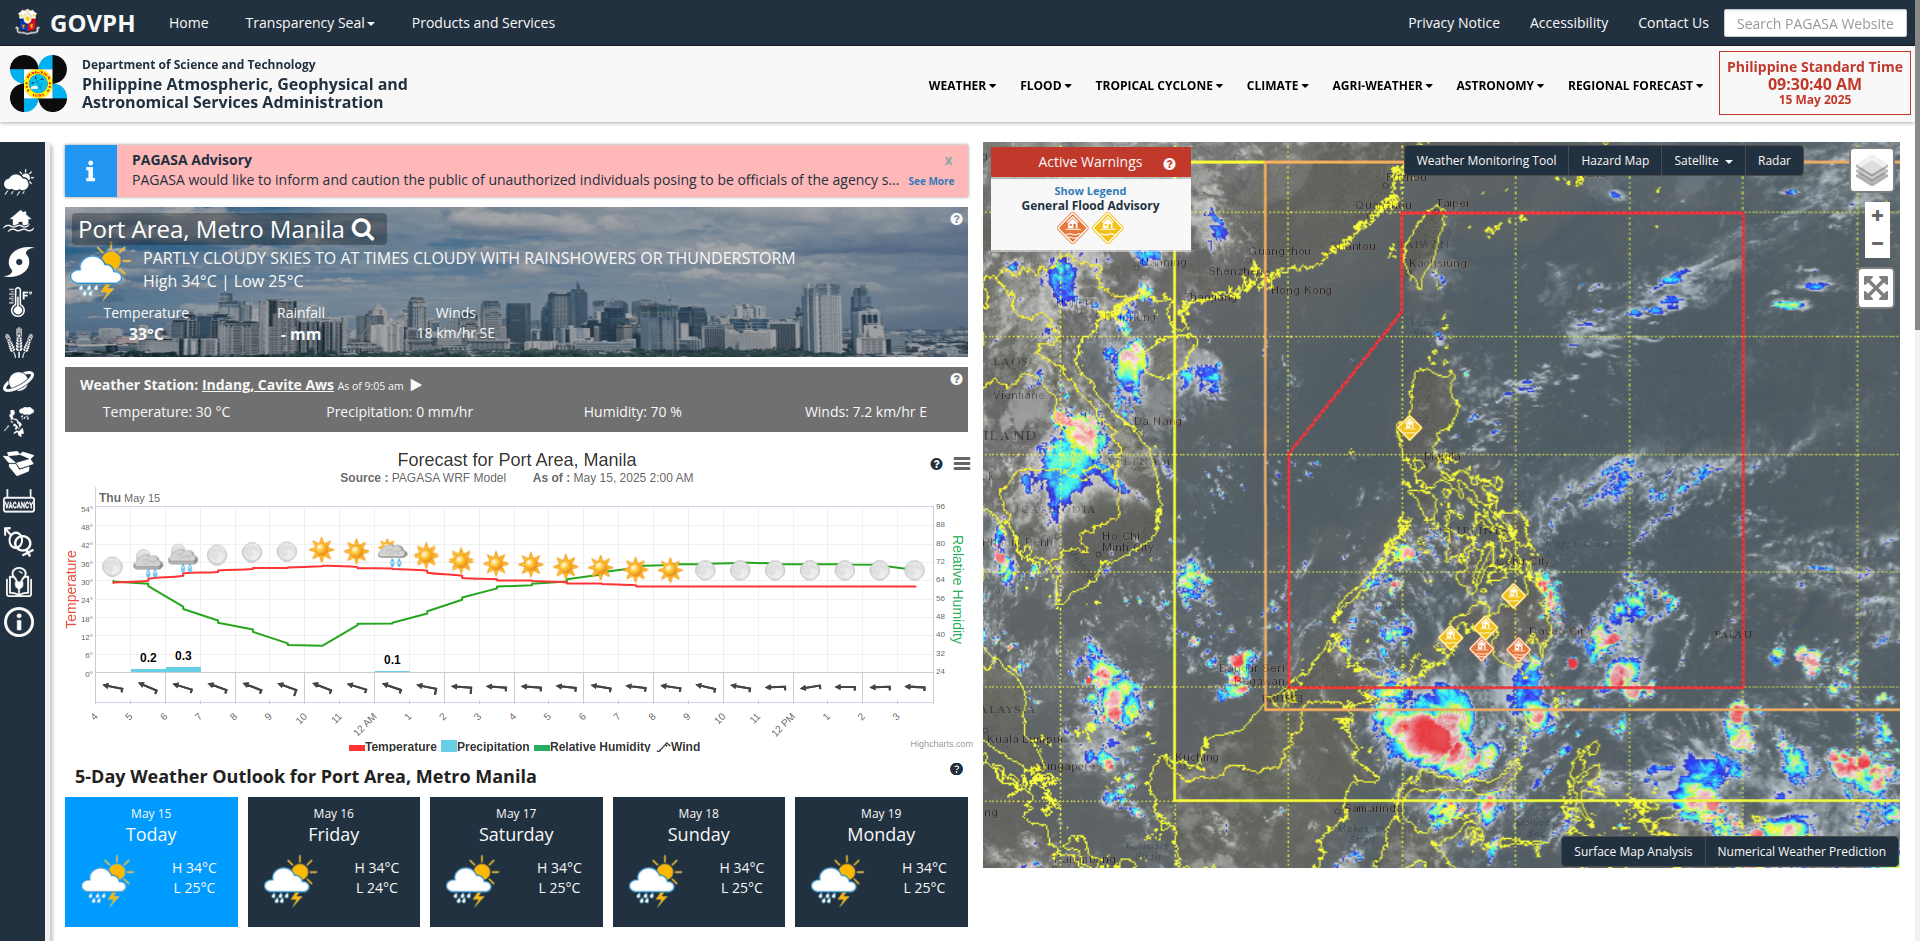 GOVPH
Home
Transparency Seal
Products and Services
Privacy Notice
Accessibility
Contact Us
Search PAGASA Website
Department of Science and Technology
Philippine Atmospheric, Geophysical and
Astronomical Services Administration
WEATHER
FLOOD
TROPICAL CYCLONE
CLIMATE
AGRI-WEATHER
ASTRONOMY
REGIONAL FORECAST
Philippine Standard Time
09:30:40 AM
15 May 2025
PAGASA Advisory
x
PAGASA would like to inform and caution the public of unauthorized individuals posing to be officials of the agency s... See More
Port Area, Metro Manila
PARTLY CLOUDY SKIES TO AT TIMES CLOUDY WITH RAINSHOWERS OR THUNDERSTORM
High 34°C | Low 25°C
Temperature
Rainfall
Winds
33°C
- mm
18 km/hr SE
Weather Station: Indang, Cavite Aws As of 9:05 am
Temperature: 30 °C
Precipitation: 0 mm/hr
Humidity: 70 %
Winds: 7.2 km/hr E
Forecast for Port Area, Manila
Source : PAGASA WRF Model
As of : May 15, 2025 2:00 AM
Thu May 15
54°
48°
42°
36°
30°
24°
18°
12°
6°
0°
Temperature
96
88
80
72
64
56
48
40
32
24
Relative Humidity
0.2
0.3
0.1
4
5
6
7
8
9
10
11
12 AM
1
2
3
4
5
6
7
8
9
10
11
12 PM
1
2
3
Temperature
Precipitation
Relative Humidity
Wind
Highcharts.com
5-Day Weather Outlook for Port Area, Metro Manila
May 15
Today
H 34°C
L 25°C
May 16
Friday
H 34°C
L 24°C
May 17
Saturday
H 34°C
L 25°C
May 18
Sunday
H 34°C
L 25°C
May 19
Monday
H 34°C
L 25°C
VACANCY
Active Warnings
Show Legend
General Flood Advisory
Weather Monitoring Tool
Hazard Map
Satellite
Radar
+
−
Taipei
Guangzhou
Shenzhen
Hong Kong
Kaohsiung
LAOS
Vientiane
Da Nang
VIETNAM
Manila
Ho Chi
Minh City
Davao City
PALAU
Bandar Seri
Begawan
Kuala Lumpur
Singapore
Kuching
Samarinda
Surface Map Analysis
Numerical Weather Prediction